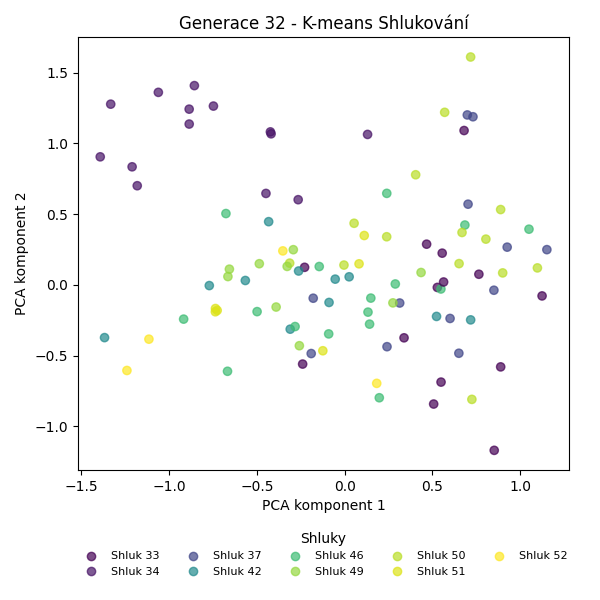 Generace 32 - K-means Shlukování
PCA komponent 2
1.5
1.0
0.5
0.0
−0.5
−1.0
−1.5 −1.0 −0.5 0.0 0.5 1.0
PCA komponent 1
Shluky
Shluk 33 Shluk 37 Shluk 46 Shluk 50 Shluk 52
Shluk 34 Shluk 42 Shluk 49 Shluk 51